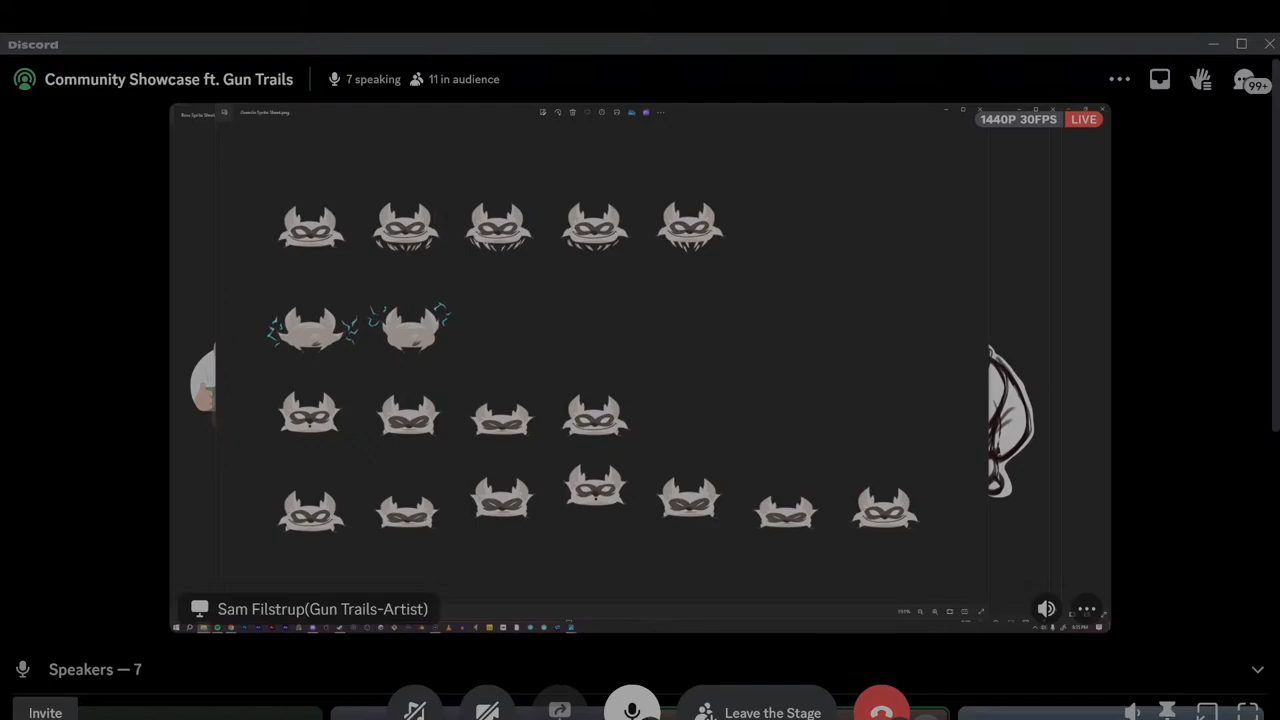 Discord
Community Showcase ft. Gun Trails
7 speaking
11 in audience
99+
1440P 30FPS
LIVE
Sam Filstrup(Gun Trails-Artist)
Speakers — 7
Invite
Leave the Stage